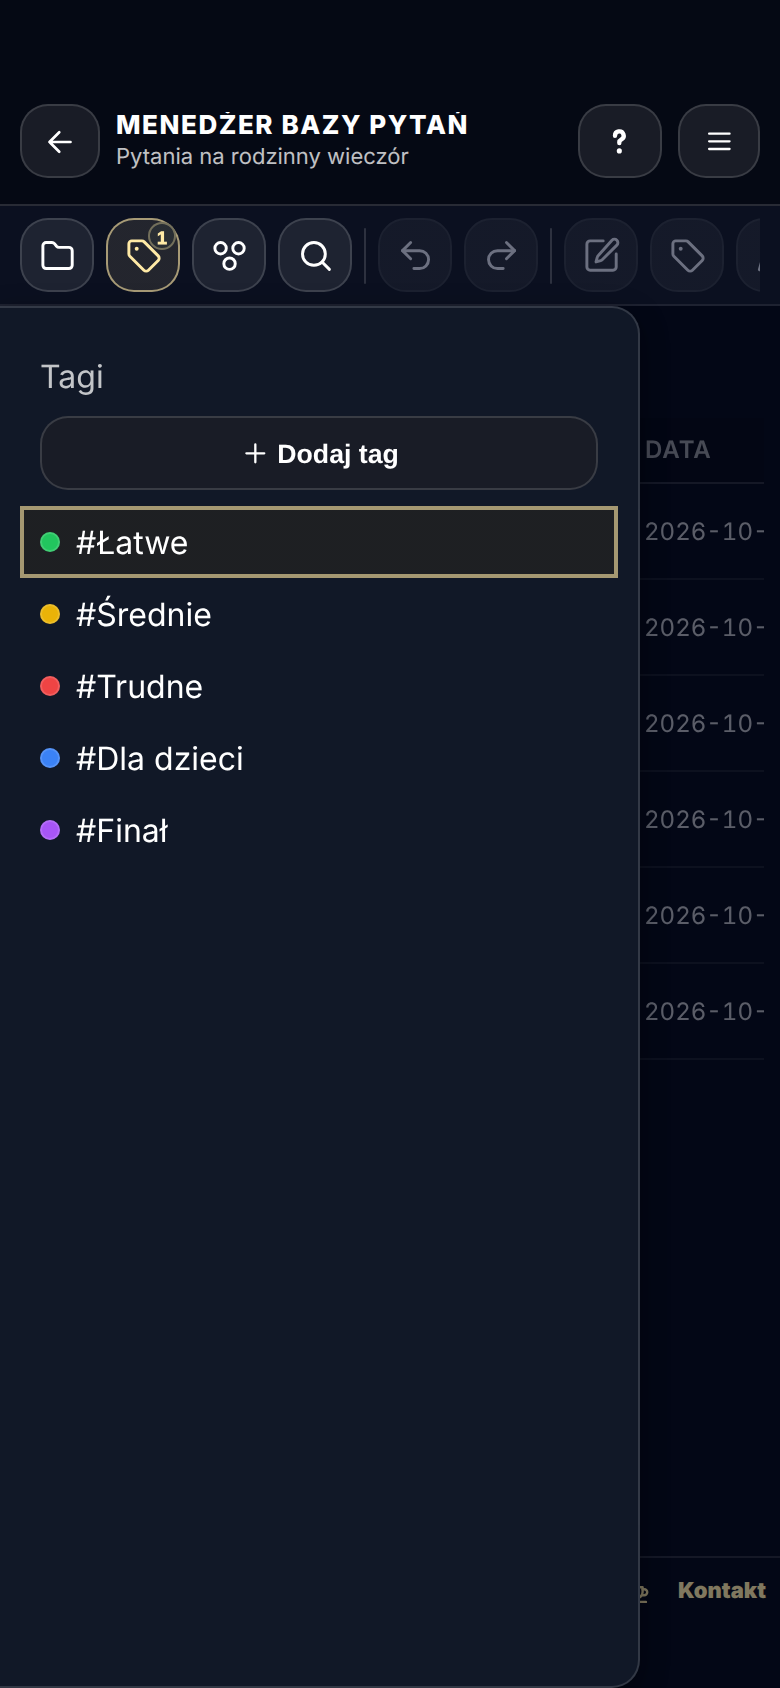 MENEDŻER BAZY PYTAŃ
Pytania na rodzinny wieczór
?
1
Tagi
+ Dodaj tag
#Łatwe
#Średnie
#Trudne
#Dla dzieci
#Finał
DATA
2026-10-
2026-10-
2026-10-
2026-10-
2026-10-
2026-10-
Kontakt